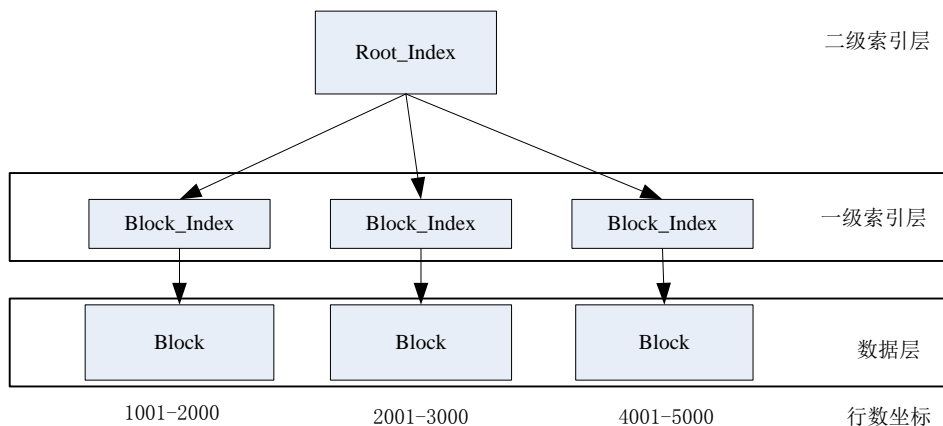 二级索引层
Root_Index
Block_Index Block_Index Block_Index 一级索引层
Block Block Block 数据层
1001-2000 2001-3000 4001-5000 行数坐标